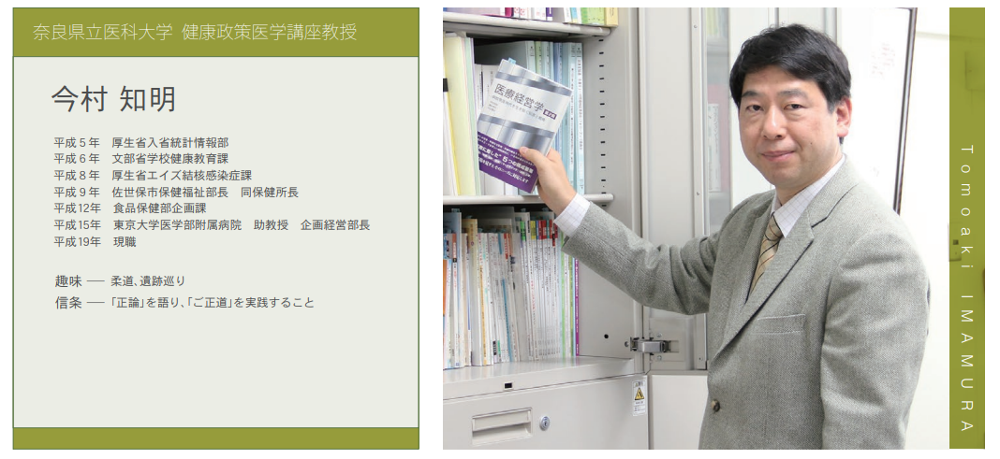 奈良県立医科大学 健康政策医学講座教授
今村 知明
平成5年 厚生省入省統計情報部
平成6年 文部省学校健康教育課
平成8年 厚生省エイズ結核感染症課
平成9年 佐世保市保健福祉部長 同保健所長
平成12年 食品保健部企画課
平成15年 東京大学医学部附属病院 助教授 企画経営部長
平成19年 現職
趣味 ― 柔道、遺跡巡り
信条 ― 「正論」を語り、「ご正道」を実践すること
医療経営学
Tomoaki IMAMURA